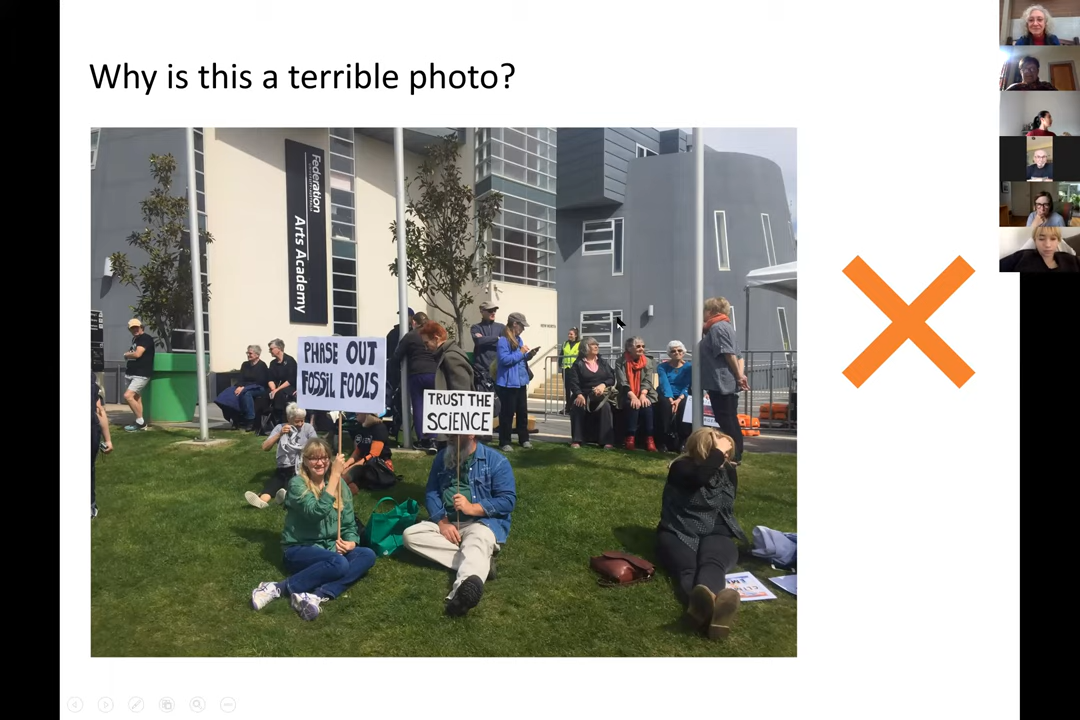 Why is this a terrible photo?
Federation
Arts Academy
PHASE OUT
FOSSIL FOOLS
TRUST THE
SCIENCE